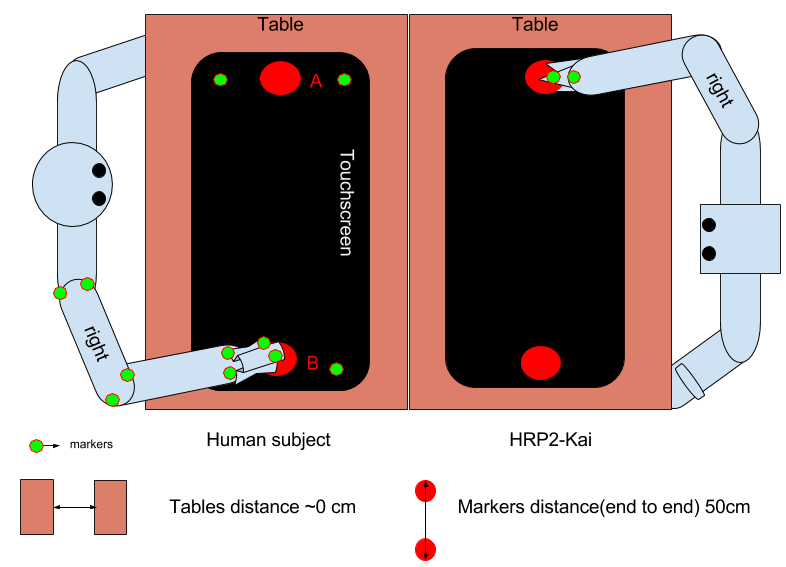 Table
Table
A
right
Touchscreen
right
B
Human subject
HRP2-Kai
markers
Tables distance ~0 cm
Markers distance(end to end) 50cm